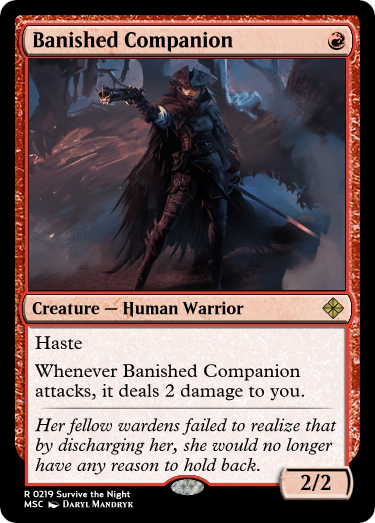 Banished Companion
Creature — Human Warrior
Haste
Whenever Banished Companion
attacks, it deals 2 damage to you.
Her fellow wardens failed to realize that
by discharging her, she would no longer
have any reason to hold back.
2/2
R 0219 Survive the Night
MSC Daryl Mandryk